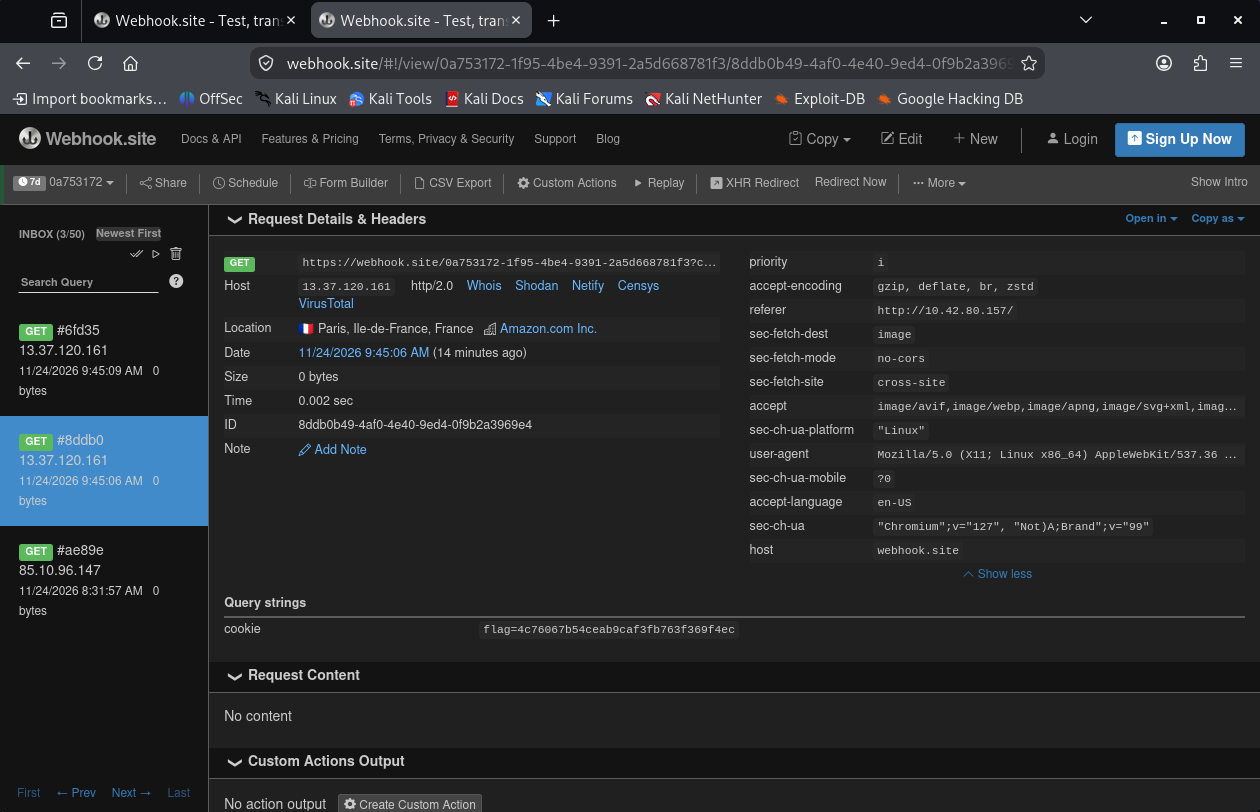 Webhook.site - Test, tran
Webhook.site - Test, tran
webhook.site/#!/view/0a753172-1f95-4be4-9391-2a5d668781f3/8ddb0b49-4af0-4e40-9ed4-0f9b2a3969
Import bookmarks… OffSec Kali Linux Kali Tools Kali Docs Kali Forums Kali NetHunter Exploit-DB Google Hacking DB
Webhook.site Docs & API Features & Pricing Terms, Privacy & Security Support Blog Copy Edit New Login Sign Up Now
7d 0a753172 Share Schedule Form Builder CSV Export Custom Actions Replay XHR Redirect Redirect Now ··· More Show Intro
INBOX (3/50) Newest First
Search Query
GET #6fd35
13.37.120.161
11/24/2026 9:45:09 AM 0
bytes
GET #8ddb0
13.37.120.161
11/24/2026 9:45:06 AM 0
bytes
GET #ae89e
85.10.96.147
11/24/2026 8:31:57 AM 0
bytes
First ← Prev Next → Last
Request Details & Headers Open in Copy as
GET https://webhook.site/0a753172-1f95-4be4-9391-2a5d668781f3?c...
Host 13.37.120.161 http/2.0 Whois Shodan Netify Censys
VirusTotal
Location Paris, Ile-de-France, France Amazon.com Inc.
Date 11/24/2026 9:45:06 AM (14 minutes ago)
Size 0 bytes
Time 0.002 sec
ID 8ddb0b49-4af0-4e40-9ed4-0f9b2a3969e4
Note Add Note
priority i
accept-encoding gzip, deflate, br, zstd
referer http://10.42.80.157/
sec-fetch-dest image
sec-fetch-mode no-cors
sec-fetch-site cross-site
accept image/avif,image/webp,image/apng,image/svg+xml,imag...
sec-ch-ua-platform "Linux"
user-agent Mozilla/5.0 (X11; Linux x86_64) AppleWebKit/537.36 ...
sec-ch-ua-mobile ?0
accept-language en-US
sec-ch-ua "Chromium";v="127", "Not)A;Brand";v="99"
host webhook.site
Show less
Query strings
cookie flag=4c76067b54ceab9caf3fb763f369f4ec
Request Content
No content
Custom Actions Output
No action output Create Custom Action